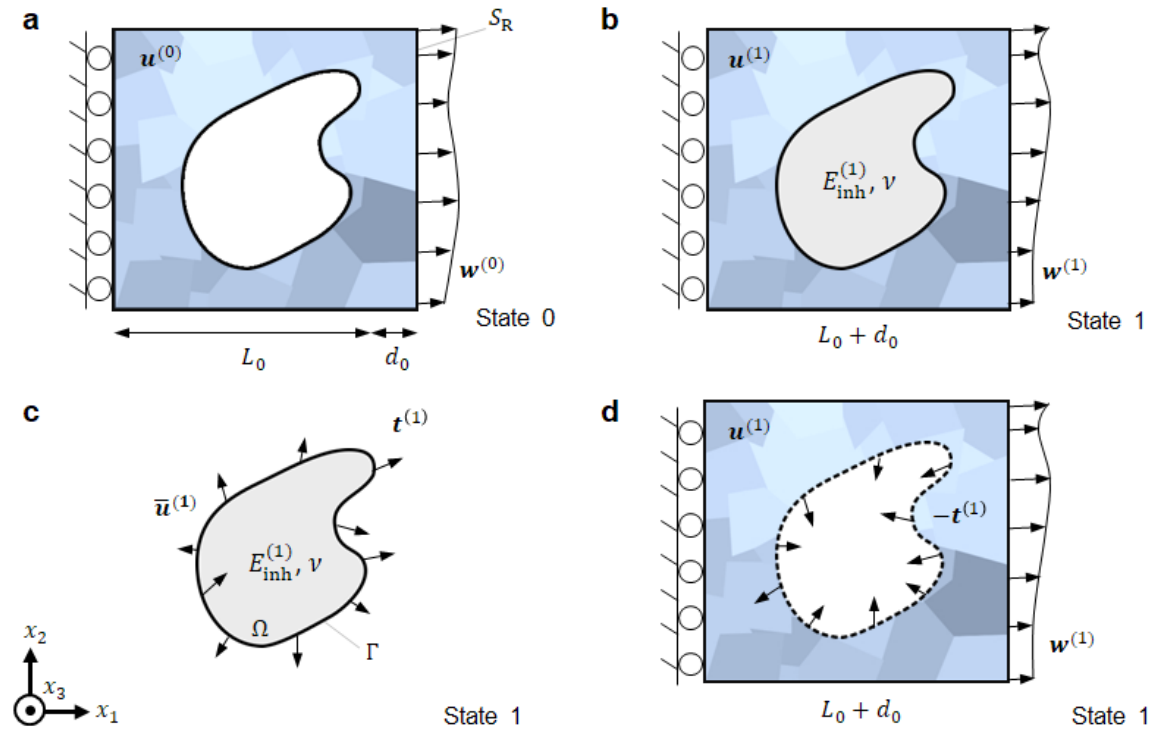 a
S_R
u^(0)
w^(0)
State 0
L_0
d_0
b
u^(1)
E_inh^(1), ν
w^(1)
L_0 + d_0
State 1
c
t^(1)
ū^(1)
E_inh^(1), ν
Ω
Γ
x_2
x_3
x_1
State 1
d
u^(1)
−t^(1)
w^(1)
L_0 + d_0
State 1